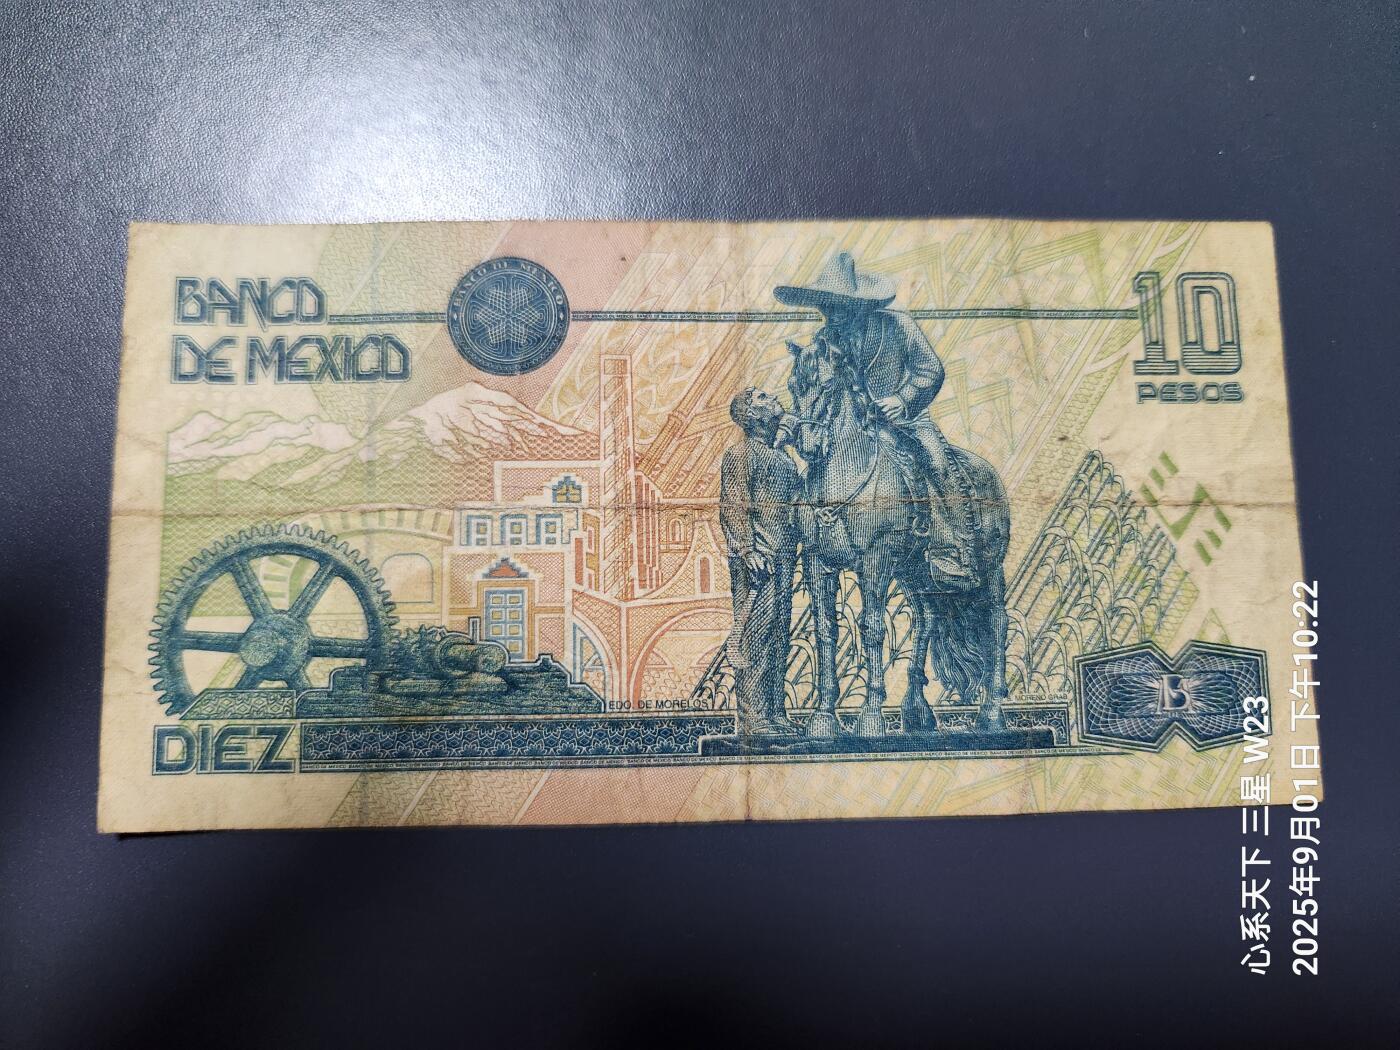 BANCO
DE MEXICO
BANCO DE MEXICO
10
PESOS
EDO. DE MORELOS
DIEZ
心系天下 三星 W23
2025年9月01日 下午10:22